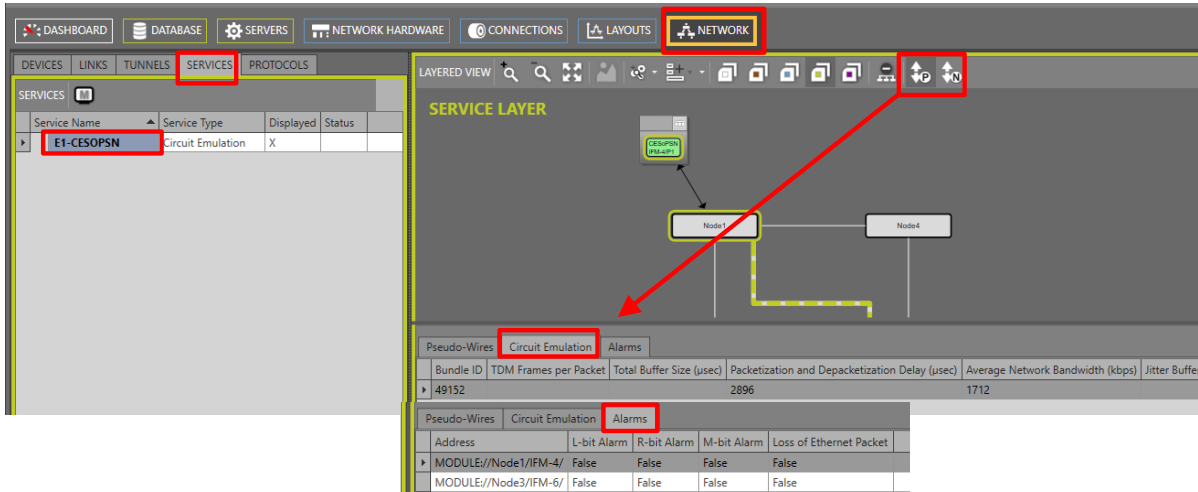 DASHBOARD DATABASE SERVERS NETWORK HARDWARE CONNECTIONS LAYOUTS NETWORK
DEVICES LINKS TUNNELS SERVICES PROTOCOLS
SERVICES M
Service Name Service Type Displayed Status
E1-CESOPSN Circuit Emulation X
LAYERED VIEW P N
SERVICE LAYER
CESoPSN
IFM-4/P1
Node1 Node4
Pseudo-Wires Circuit Emulation Alarms
Bundle ID TDM Frames per Packet Total Buffer Size (µsec) Packetization and Depacketization Delay (µsec) Average Network Bandwidth (kbps) Jitter Buffe
49152 2896 1712
Pseudo-Wires Circuit Emulation Alarms
Address L-bit Alarm R-bit Alarm M-bit Alarm Loss of Ethernet Packet
MODULE://Node1/IFM-4/ False False False False
MODULE://Node3/IFM-6/ False False False False